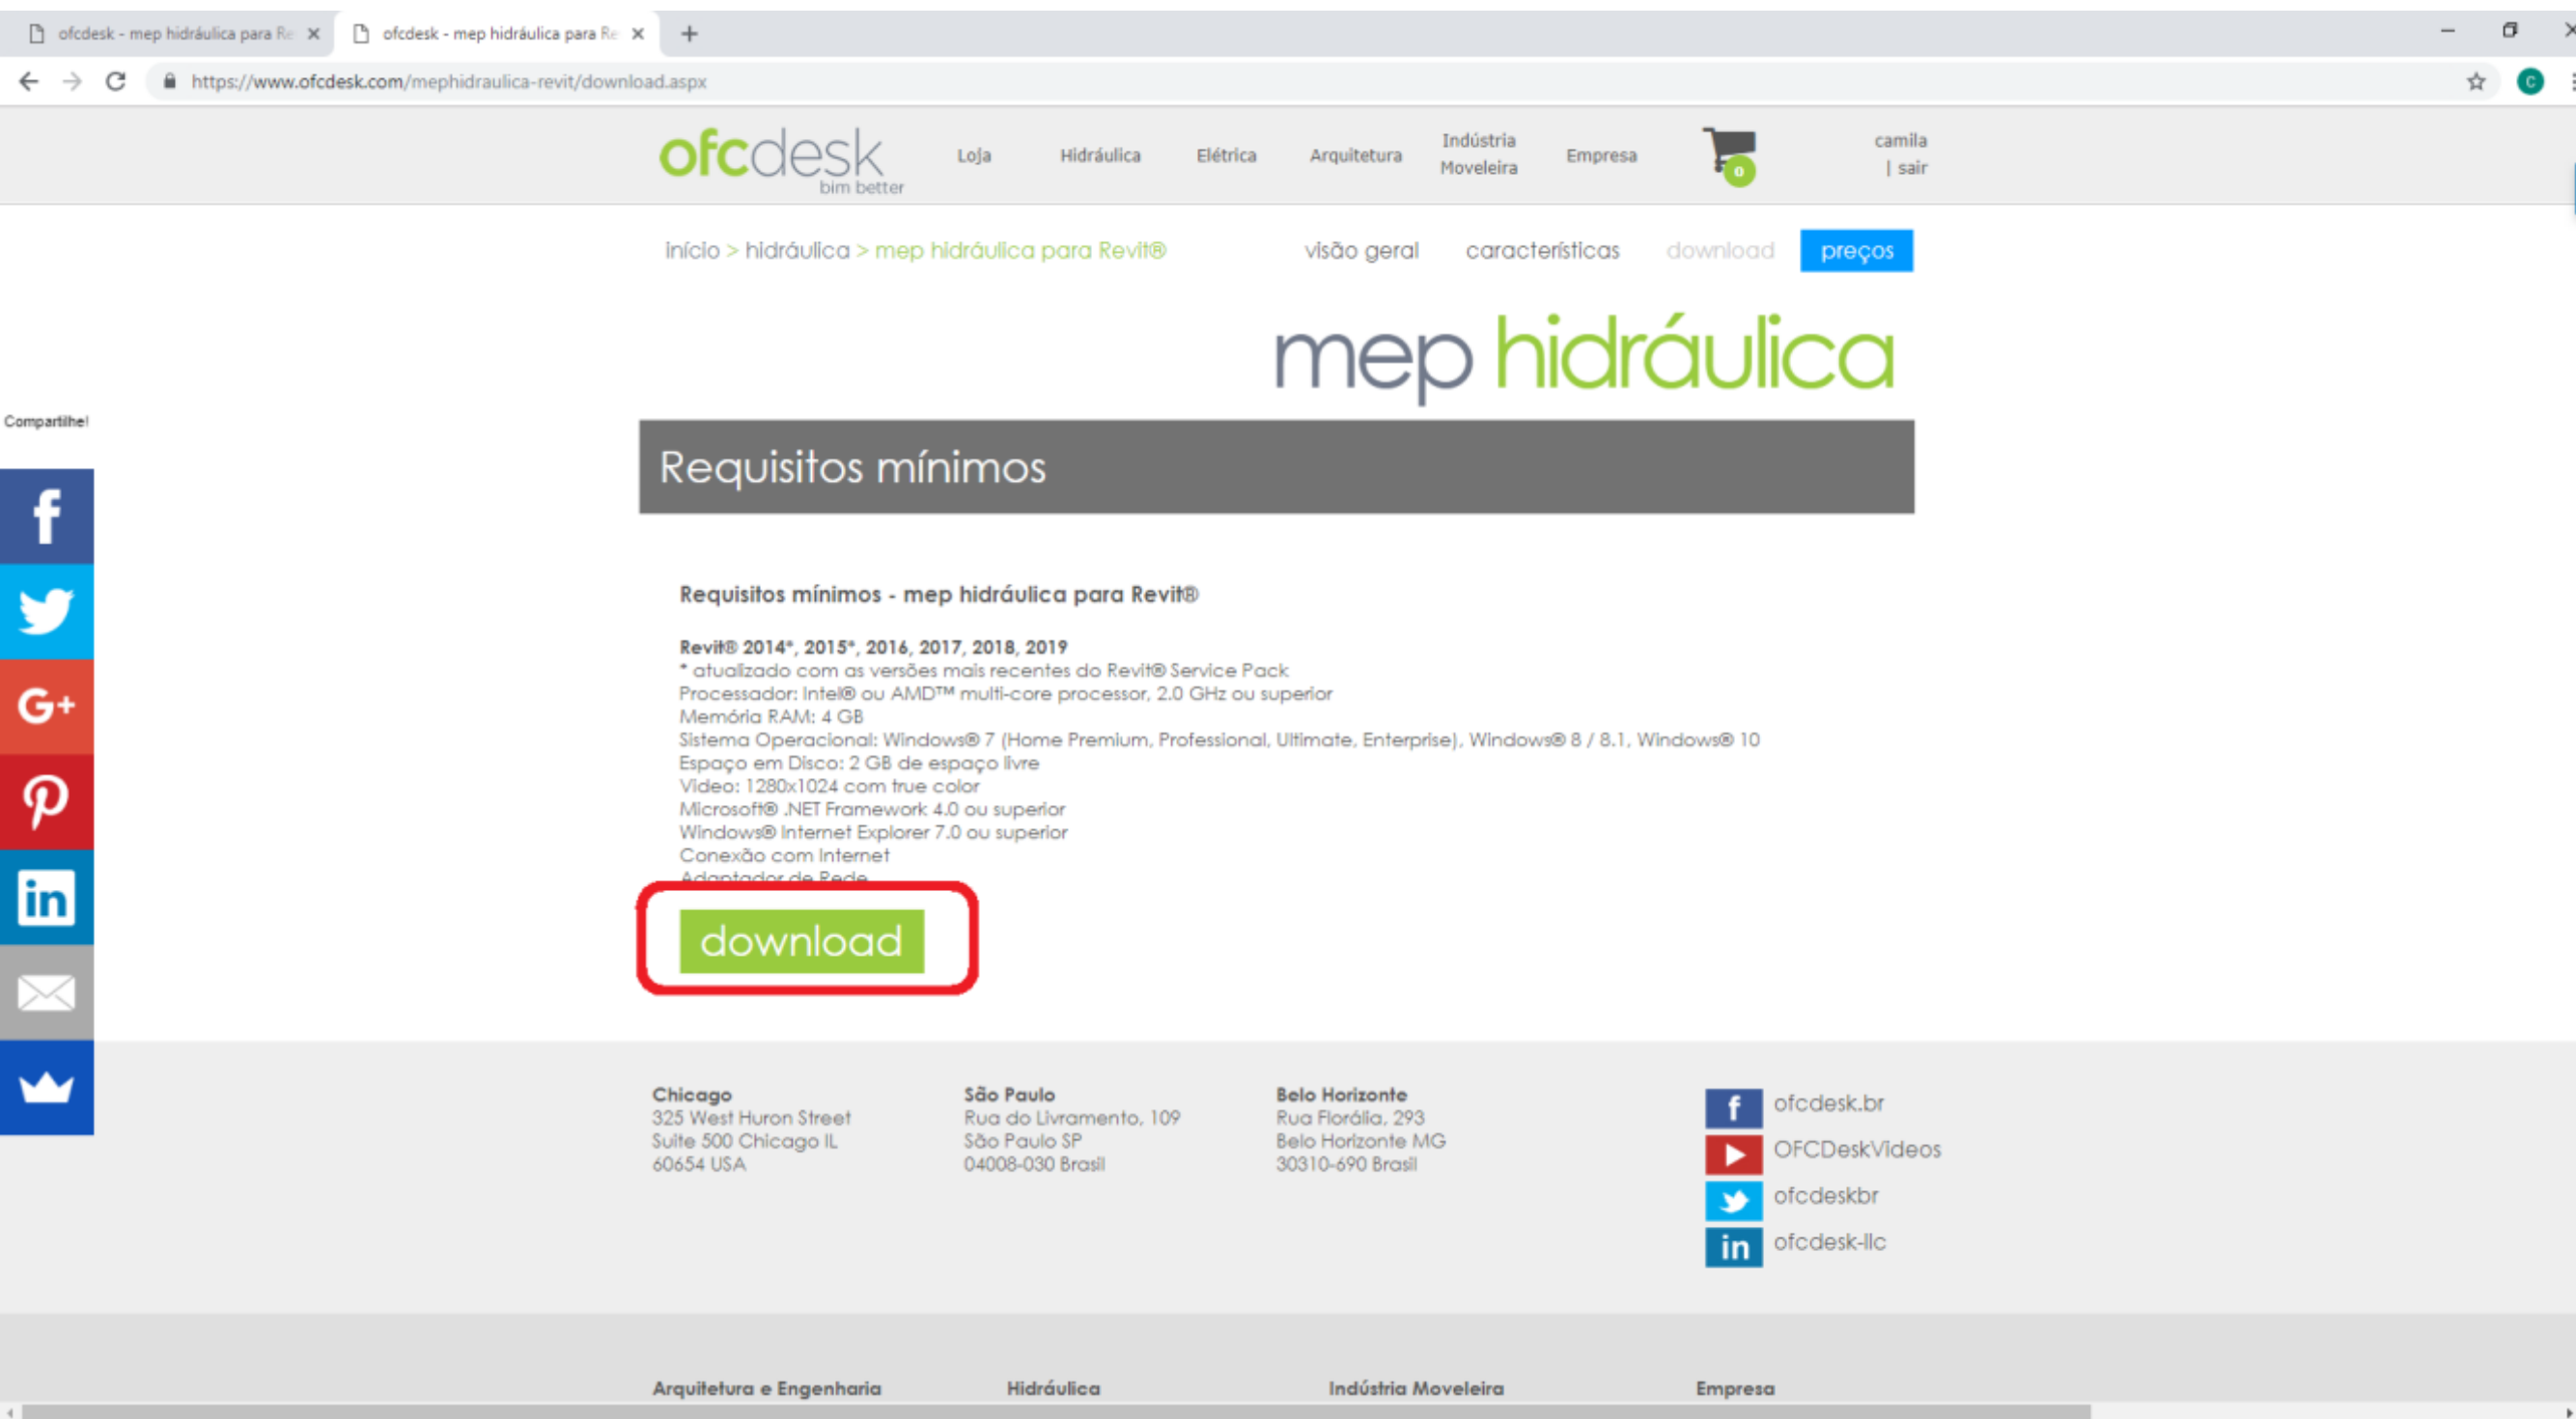 ofcdesk - mep hidráulica para Re
ofcdesk - mep hidráulica para Re
https://www.ofcdesk.com/mephidraulica-revit/download.aspx
C
ofcdesk
bim better
Loja
Hidráulica
Elétrica
Arquitetura
Indústria
Moveleira
Empresa
0
camila
| sair
início > hidráulica > mep hidráulica para Revit®
visão geral
características
download
preços
mep hidráulica
Compartilhe!
Requisitos mínimos
Requisitos mínimos - mep hidráulica para Revit®
Revit® 2014*, 2015*, 2016, 2017, 2018, 2019
* atualizado com as versões mais recentes do Revit® Service Pack
Processador: Intel® ou AMD™ multi-core processor, 2.0 GHz ou superior
Memória RAM: 4 GB
Sistema Operacional: Windows® 7 (Home Premium, Professional, Ultimate, Enterprise), Windows® 8 / 8.1, Windows® 10
Espaço em Disco: 2 GB de espaço livre
Video: 1280x1024 com true color
Microsoft® .NET Framework 4.0 ou superior
Windows® Internet Explorer 7.0 ou superior
Conexão com Internet
Adaptador de Rede
download
Chicago
325 West Huron Street
Suite 500 Chicago IL
60654 USA
São Paulo
Rua do Livramento, 109
São Paulo SP
04008-030 Brasil
Belo Horizonte
Rua Florália, 293
Belo Horizonte MG
30310-690 Brasil
ofcdesk.br
OFCDeskVideos
ofcdeskbr
ofcdesk-llc
Arquitetura e Engenharia
Hidráulica
Indústria Moveleira
Empresa